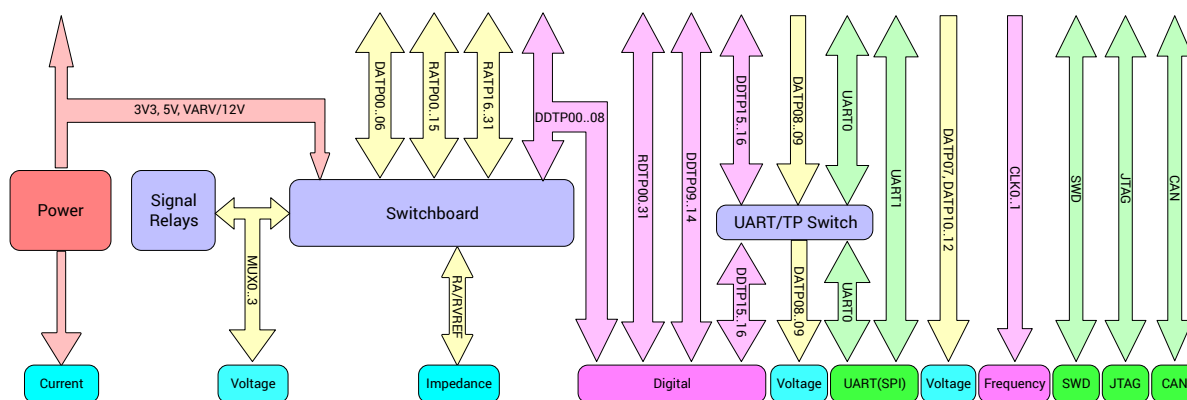 3V3, 5V, VARV/12V
DATP00..06
RATP00..15
RATP16..31
DDTP00..08
RDTP00.31
DDTP09..14
DDTP15..16
DATP08..09
UART0
UART1
DATP07, DATP10..12
CLK0..1
SWD
JTAG
CAN
Power
Signal
Relays
Switchboard
UART/TP Switch
MUX0..3
RA/RVREF
DDTP15..16
DATP08..09
UART0
Current
Voltage
Impedance
Digital
Voltage
UART(SPI)
Voltage
Frequency
SWD
JTAG
CAN